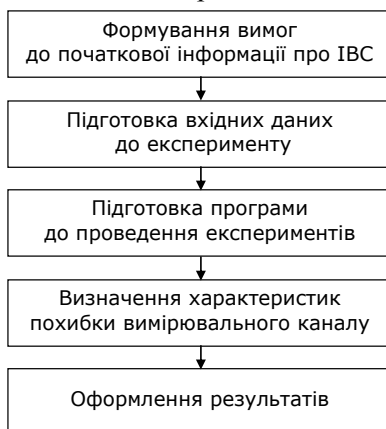 Формування вимог
до початкової інформації про ІВС
Підготовка вхідних даних
до експерименту
Підготовка програми
до проведення експериментів
Визначення характеристик
похибки вимірювального каналу
Оформлення результатів